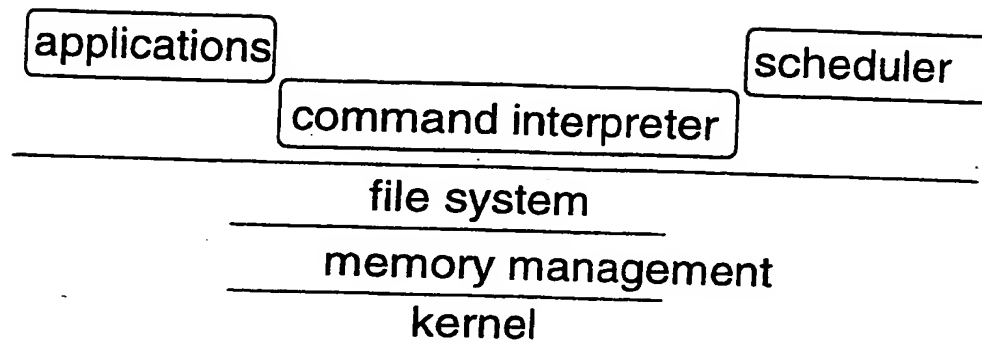 applications
scheduler
command interpreter
file system
memory management
kernel